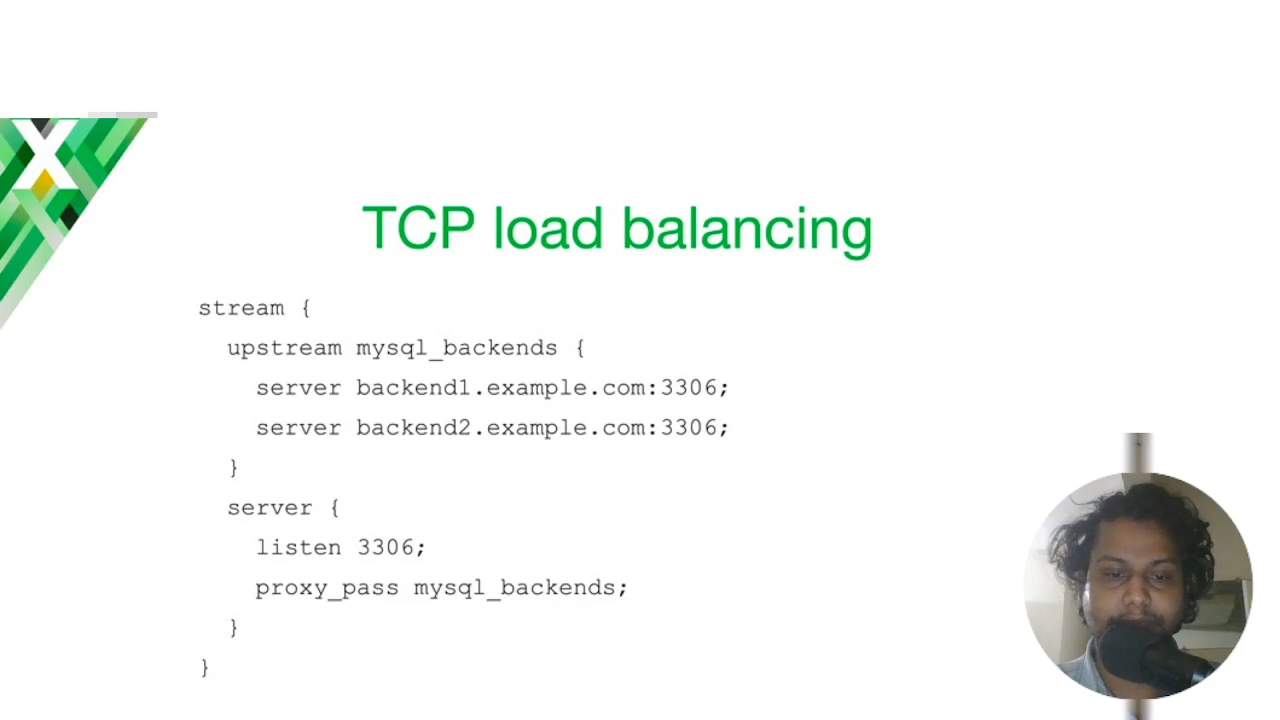 TCP load balancing
stream {
upstream mysql_backends {
server backend1.example.com:3306;
server backend2.example.com:3306;
}
server {
listen 3306;
proxy_pass mysql_backends;
}
}